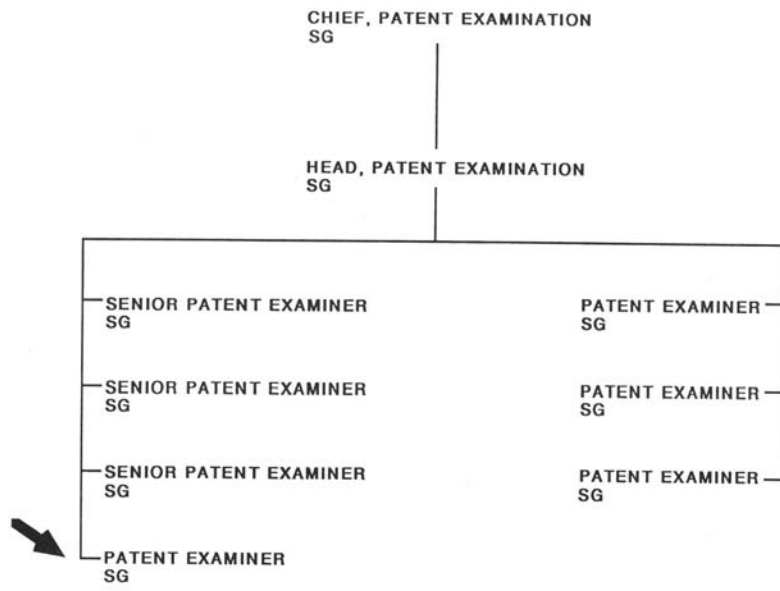 CHIEF, PATENT EXAMINATION
SG
HEAD, PATENT EXAMINATION
SG
SENIOR PATENT EXAMINER
SG
SENIOR PATENT EXAMINER
SG
SENIOR PATENT EXAMINER
SG
PATENT EXAMINER
SG
PATENT EXAMINER
SG
PATENT EXAMINER
SG
PATENT EXAMINER
SG